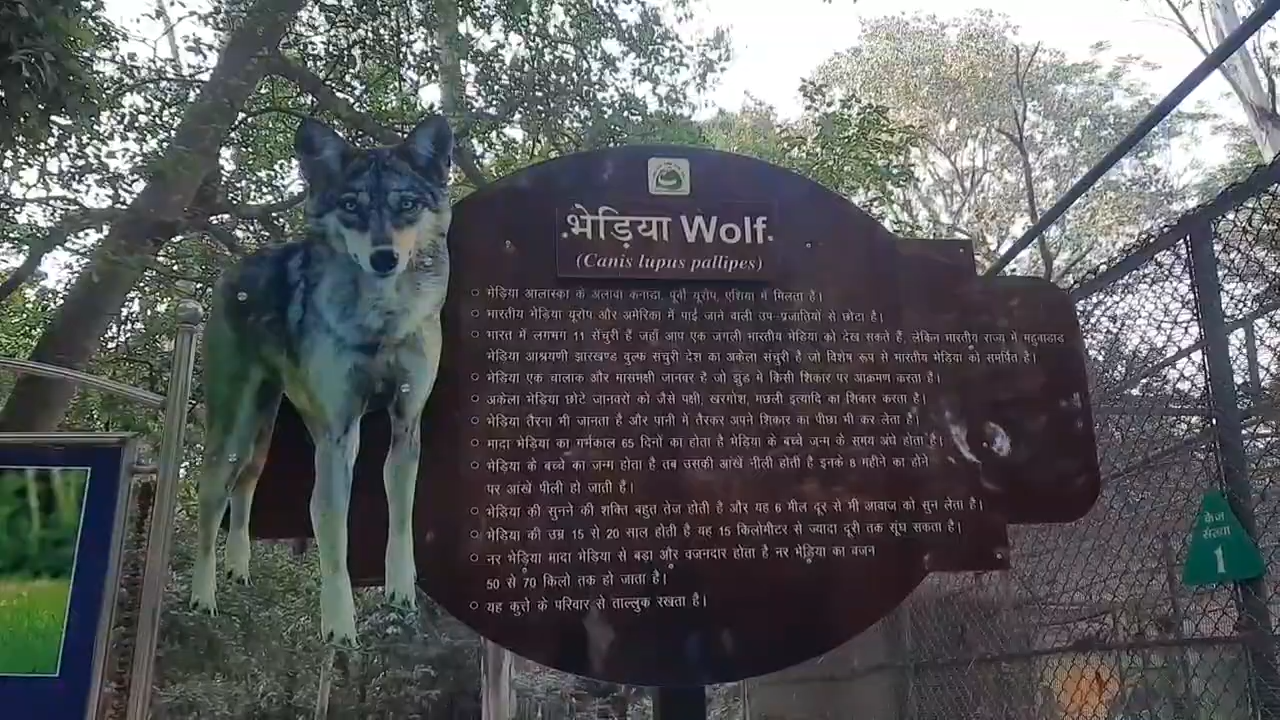 भेड़िया Wolf
(Canis lupus pallipes)
○ भेड़िया आलास्का के अलावा कनाडा, पूर्वी यूरोप, एशिया में मिलता है।
○ भारतीय भेड़िया यूरोप और अमेरिका में पाई जाने वाली उप-प्रजातियों से छोटा है।
○ भारत में लगभग 11 सेंचुरी हैं जहाँ आप एक जंगली भारतीय भेड़िया को देख सकते हैं, लेकिन भारतीय राज्य में महुवाडाड
भेड़िया आश्रयणी झारखण्ड वुल्फ संचुरी देश का अकेला संचुरी है जो विशेष रूप से भारतीय भेड़िया को समर्पित है।
○ भेड़िया एक चालाक और मासभक्षी जानवर है जो झुड मे किसी शिकार पर आक्रमण करता है।
○ अकेला भेड़िया छोटे जानवरो को जैसे पक्षी, खरगोश, मछली इत्यादि का शिकार करता है।
○ भेड़िया तैरना भी जानता है और पानी में तैरकर अपने शिकार का पीछा भी कर लेता है।
○ मादा भेड़िया का गर्भकाल 65 दिनों का होता है भेड़िया के बच्चे जन्म के समय अंधे होता है।
○ भेड़िया के बच्चे का जन्म होता है तब उसकी आंखें नीली होती है इनके 8 महीने का होने
पर आंखे पीली हो जाती हैं।
○ भेड़िया की सुनने की शक्ति बहुत तेज होती है और यह 6 मील दूर से भी आवाज को सुन लेता है।
○ भेड़िया की उम्र 15 से 20 साल होती है यह 15 किलोमीटर से ज्यादा दूरी तक सूंघ सकता है।
○ नर भेड़िया मादा भेड़िया से बड़ा और वजनदार होता है नर भेड़िया का वजन
50 से 70 किलो तक हो जाता है।
○ यह कुत्ते के परिवार से ताल्लुक रखता है।
केज
संख्या
1